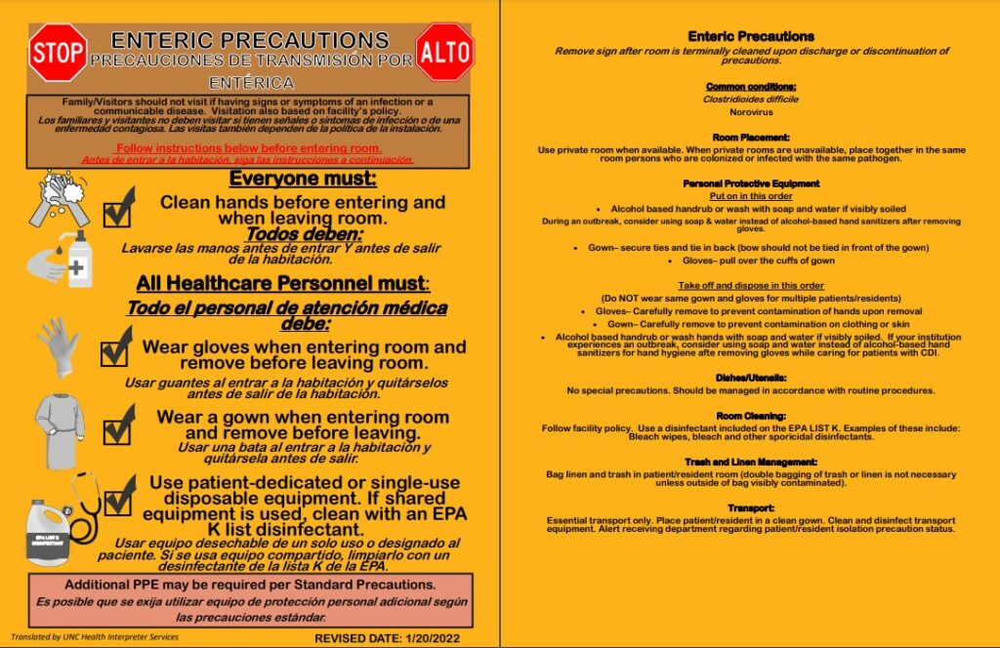 STOP
ENTERIC PRECAUTIONS
ALTO
PRECAUCIONES DE TRANSMISIÓN POR
ENTÉRICA
Family/Visitors should not visit if having signs or symptoms of an infection or a
communicable disease.  Visitation also based on facility's policy.
Los familiares y visitantes no deben visitar si tienen señales o síntomas de infección o de una
enfermedad contagiosa. Las visitas también dependen de la política de la instalación.
Follow instructions below before entering room.
Antes de entrar a la habitación, siga las instrucciones a continuación.
Everyone must:
Clean hands before entering and
when leaving room.
Todos deben:
Lavarse las manos antes de entrar Y antes de salir
de la habitación.
All Healthcare Personnel must:
Todo el personal de atención médica
debe:
Wear gloves when entering room and
remove before leaving room.
Usar guantes al entrar a la habitación y quitárselos
antes de salir de la habitación.
Wear a gown when entering room
and remove before leaving.
Usar una bata al entrar a la habitación y
quitársela antes de salir.
Use patient-dedicated or single-use
disposable equipment. If shared
equipment is used, clean with an EPA
K list disinfectant.
EPA LIST K
DISINFECTANT
Usar equipo desechable de un solo uso o designado al
paciente. Si se usa equipo compartido, limpiarlo con un
desinfectante de la lista K de la EPA.
Additional PPE may be required per Standard Precautions.
Es posible que se exija utilizar equipo de protección personal adicional según
las precauciones estándar.
Translated by UNC Health Interpreter Services
REVISED DATE: 1/20/2022
Enteric Precautions
Remove sign after room is terminally cleaned upon discharge or discontinuation of
precautions.
Common conditions:
Clostridioides difficile
Norovirus
Room Placement:
Use private room when available. When private rooms are unavailable, place together in the same
room persons who are colonized or infected with the same pathogen.
Personal Protective Equipment
Put on in this order
• Alcohol based handrub or wash with soap and water if visibly soiled
During an outbreak, consider using soap & water instead of alcohol-based hand sanitizers after removing
gloves.
• Gown– secure ties and tie in back (bow should not be tied in front of the gown)
• Gloves– pull over the cuffs of gown
Take off and dispose in this order
(Do NOT wear same gown and gloves for multiple patients/residents)
• Gloves– Carefully remove to prevent contamination of hands upon removal
• Gown– Carefully remove to prevent contamination on clothing or skin
• Alcohol based handrub or wash hands with soap and water if visibly soiled.  If your institution
experiences an outbreak, consider using soap and water instead of alcohol-based hand
sanitizers for hand hygiene afte removing gloves while caring for patients with CDI.
Dishes/Utensils:
No special precautions. Should be managed in accordance with routine procedures.
Room Cleaning:
Follow facility policy.  Use a disinfectant included on the EPA LIST K. Examples of these include:
Bleach wipes, bleach and other sporicidal disinfectants.
Trash and Linen Management:
Bag linen and trash in patient/resident room (double bagging of trash or linen is not necessary
unless outside of bag visibly contaminated).
Transport:
Essential transport only. Place patient/resident in a clean gown. Clean and disinfect transport
equipment. Alert receiving department regarding patient/resident isolation precaution status.